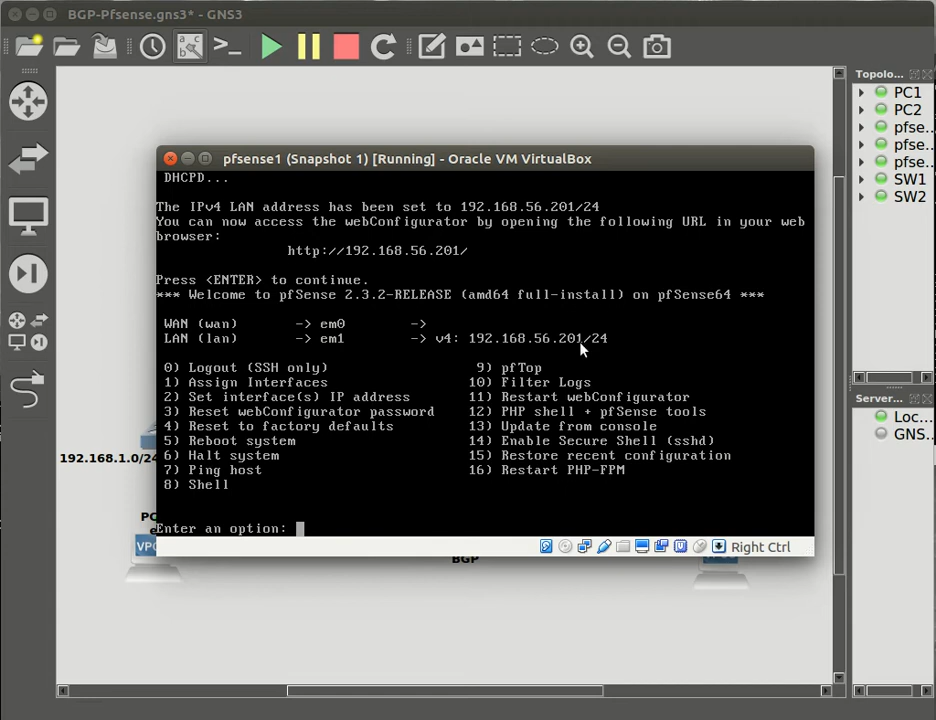 BGP-Pfsense.gns3* - GNS3
Topolo...
PC1
PC2
pfse..
pfse..
pfse..
SW1
SW2
pfsense1 (Snapshot 1) [Running] - Oracle VM VirtualBox
DHCPD...
The IPv4 LAN address has been set to 192.168.56.201/24
You can now access the webConfigurator by opening the following URL in your web
browser:
http://192.168.56.201/
Press <ENTER> to continue.
*** Welcome to pfSense 2.3.2-RELEASE (amd64 full-install) on pfSense64 ***
WAN (wan) -> em0 ->
LAN (lan) -> em1 -> v4: 192.168.56.201/24
0) Logout (SSH only) 9) pfTop
1) Assign Interfaces 10) Filter Logs
2) Set interface(s) IP address 11) Restart webConfigurator
3) Reset webConfigurator password 12) PHP shell + pfSense tools
4) Reset to factory defaults 13) Update from console
5) Reboot system 14) Enable Secure Shell (sshd)
6) Halt system 15) Restore recent configuration
7) Ping host 16) Restart PHP-FPM
8) Shell
Enter an option:
Right Ctrl
Server...
Loc...
GNS...
192.168.1.0/24
PC
VPC
BGP